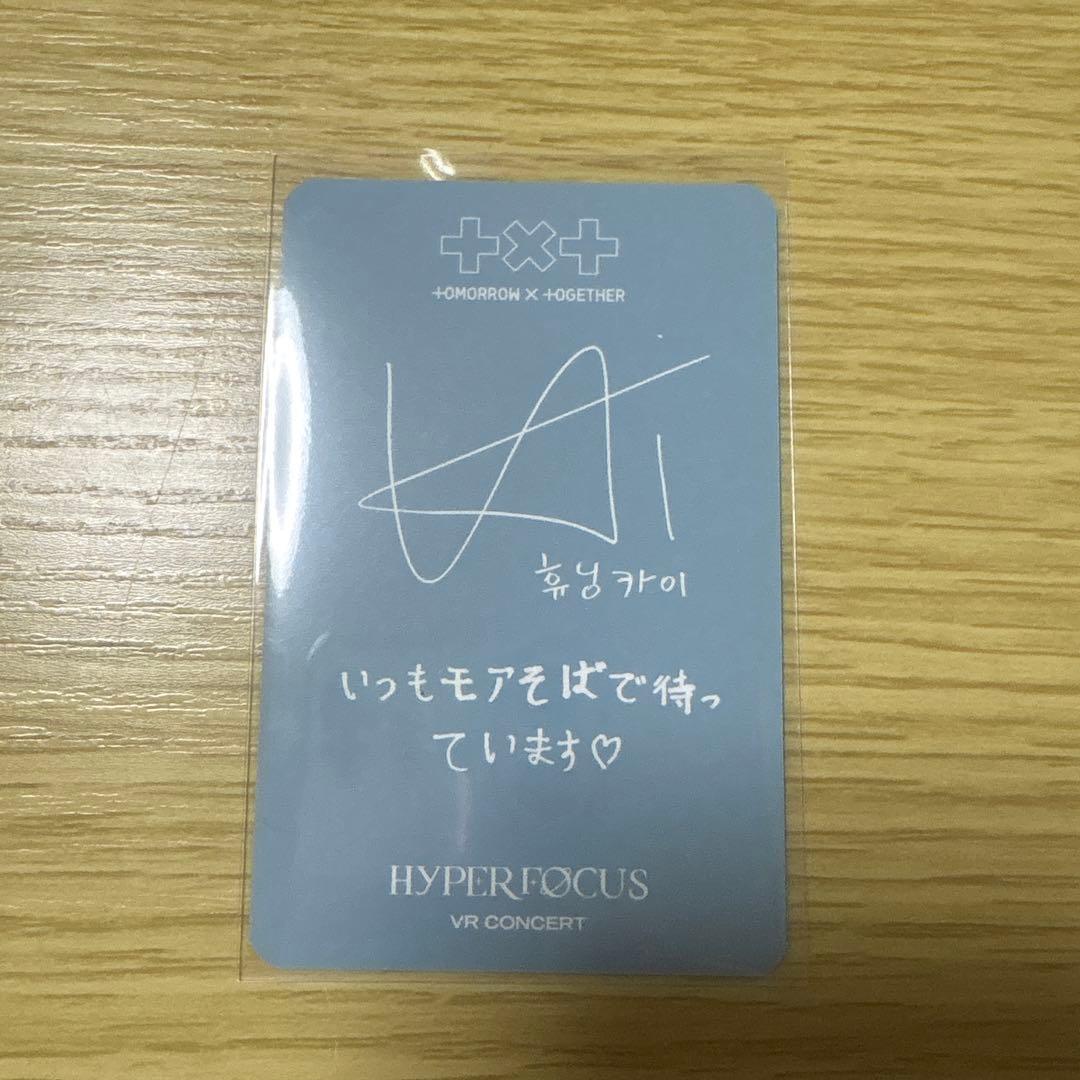 TOMORROW X TOGETHER
Kai
휴닝카이
いつもモアそばで待っ
ています♡
HYPERFOCUS
VR CONCERT